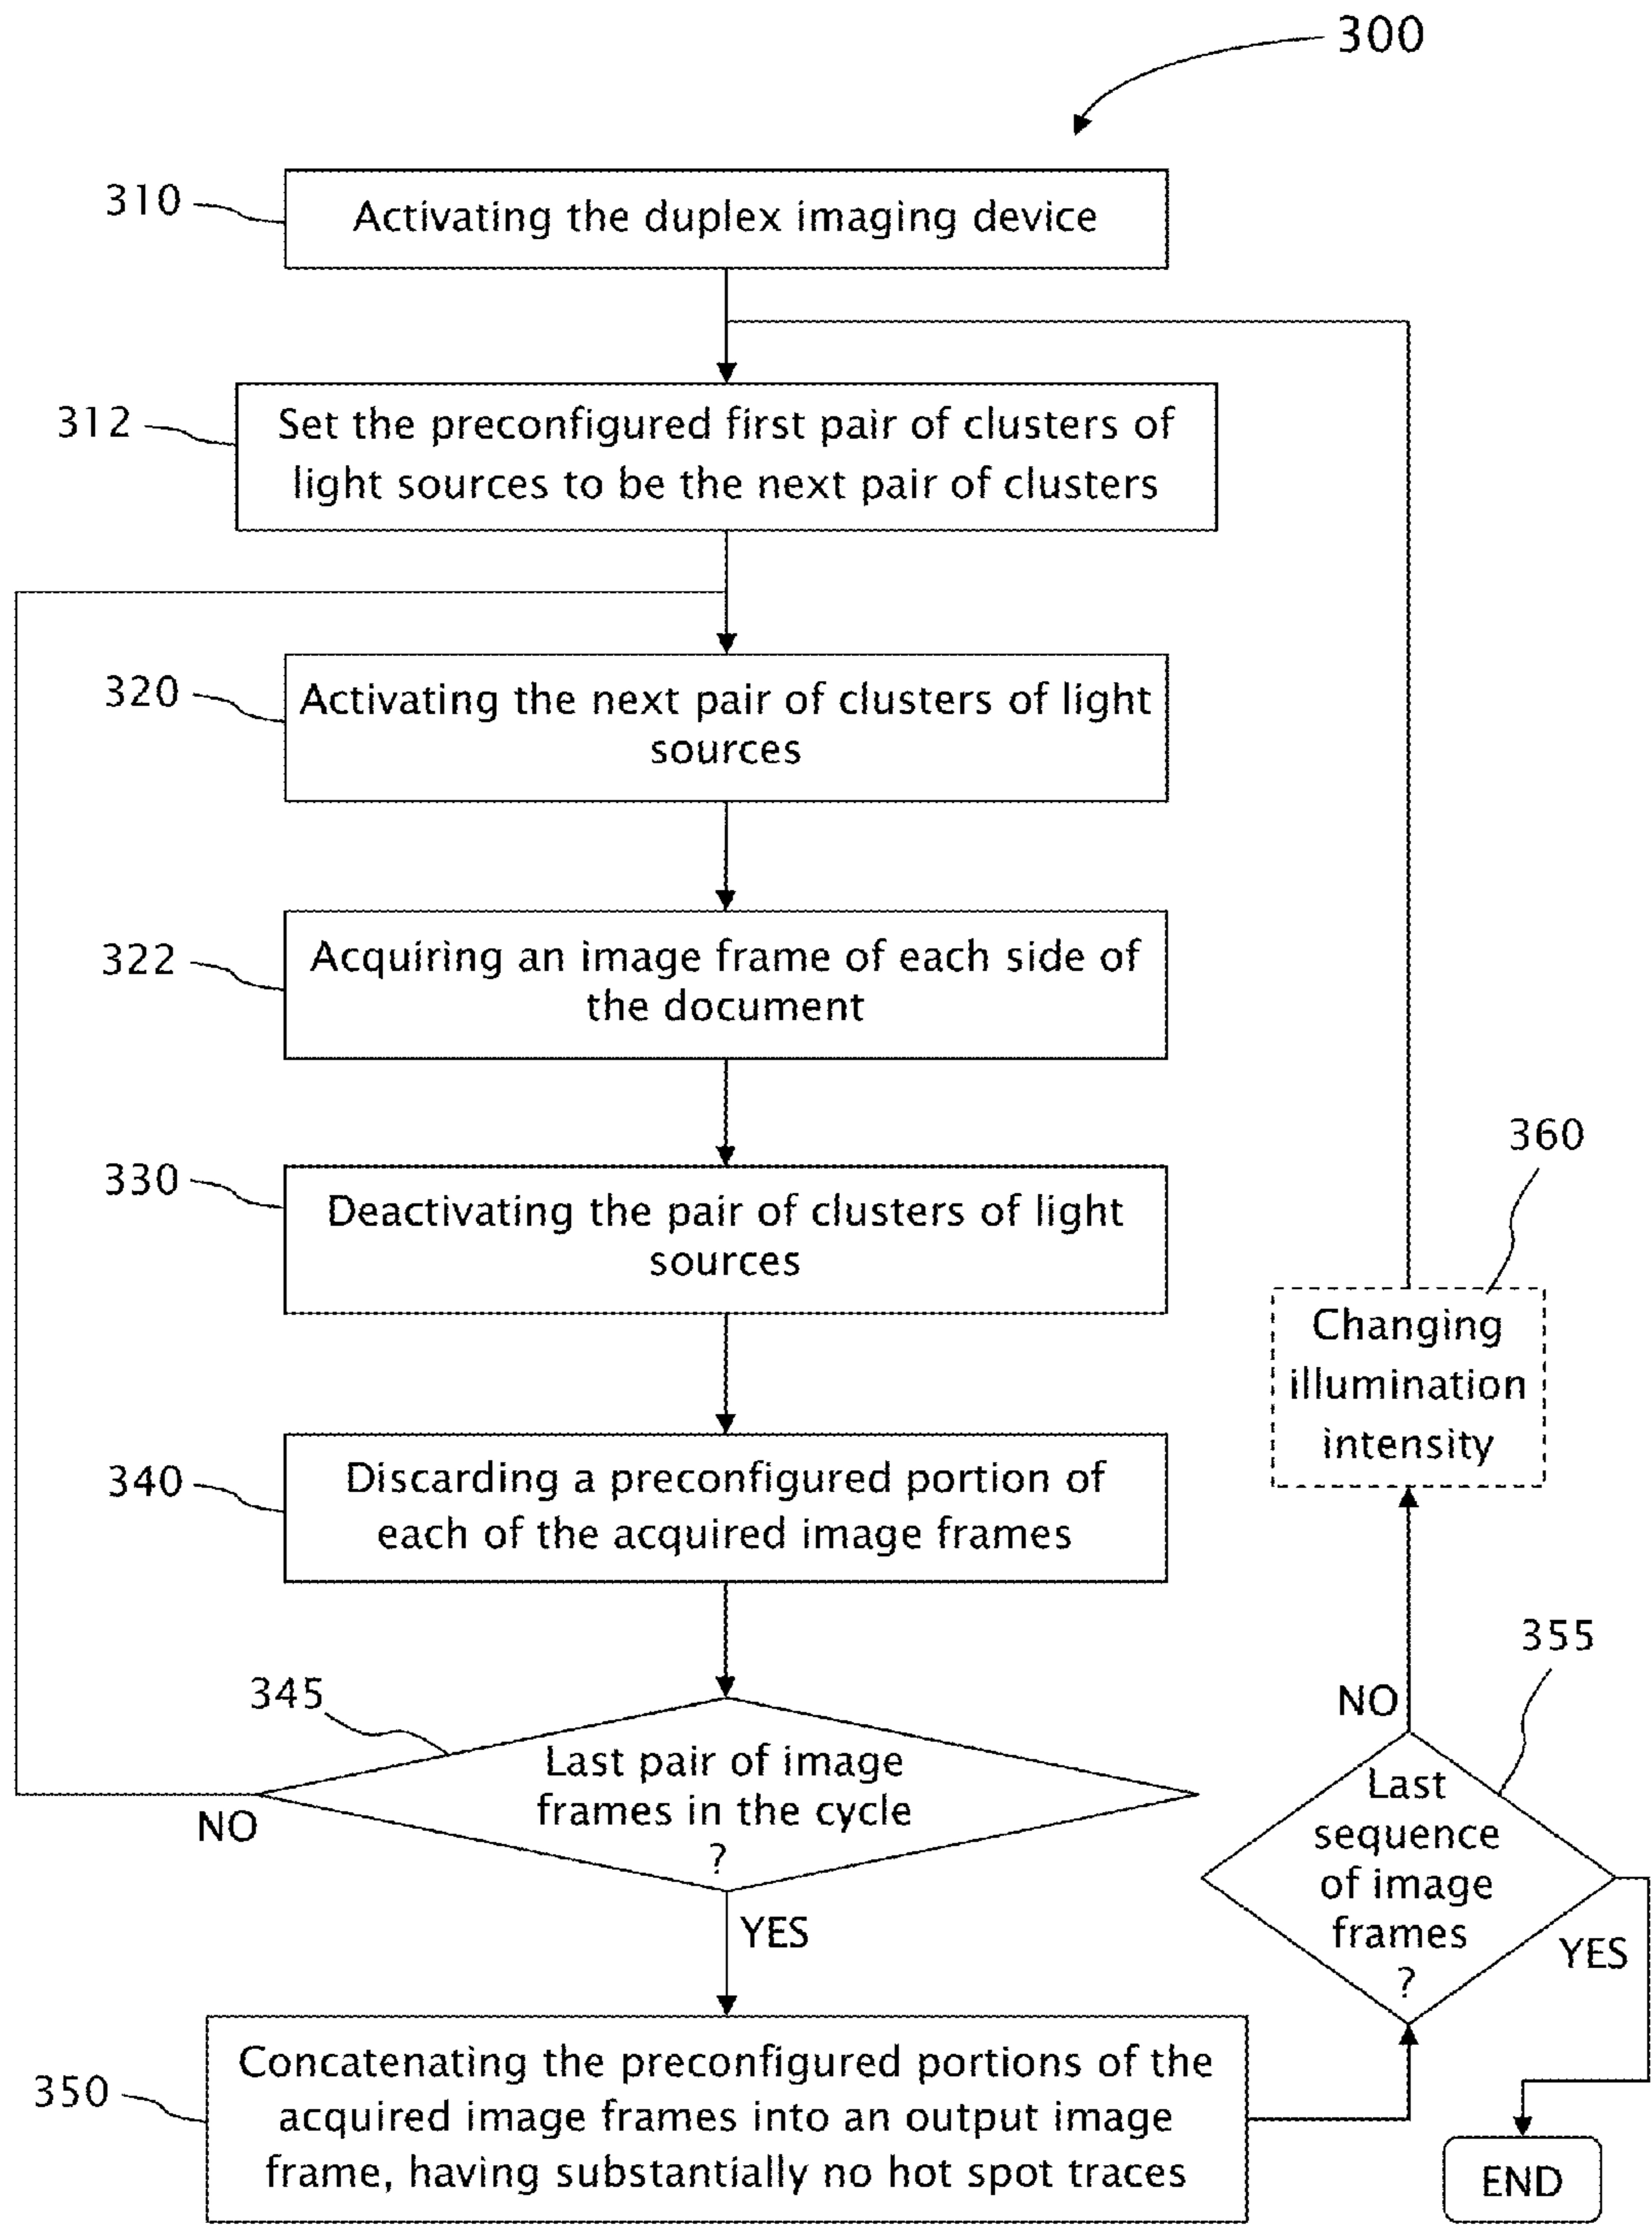 300
310
Activating the duplex imaging device
312
Set the preconfigured first pair of clusters of
light sources to be the next pair of clusters
320
Activating the next pair of clusters of light
sources
322
Acquiring an image frame of each side of
the document
330
Deactivating the pair of clusters of light
sources
340
Discarding a preconfigured portion of
each of the acquired image frames
345
Last pair of image
frames in the cycle
?
NO
YES
350
Concatenating the preconfigured portions of the
acquired image frames into an output image
frame, having substantially no hot spot traces
360
Changing
illumination
intensity
355
NO
Last
sequence
of image
frames
?
YES
END